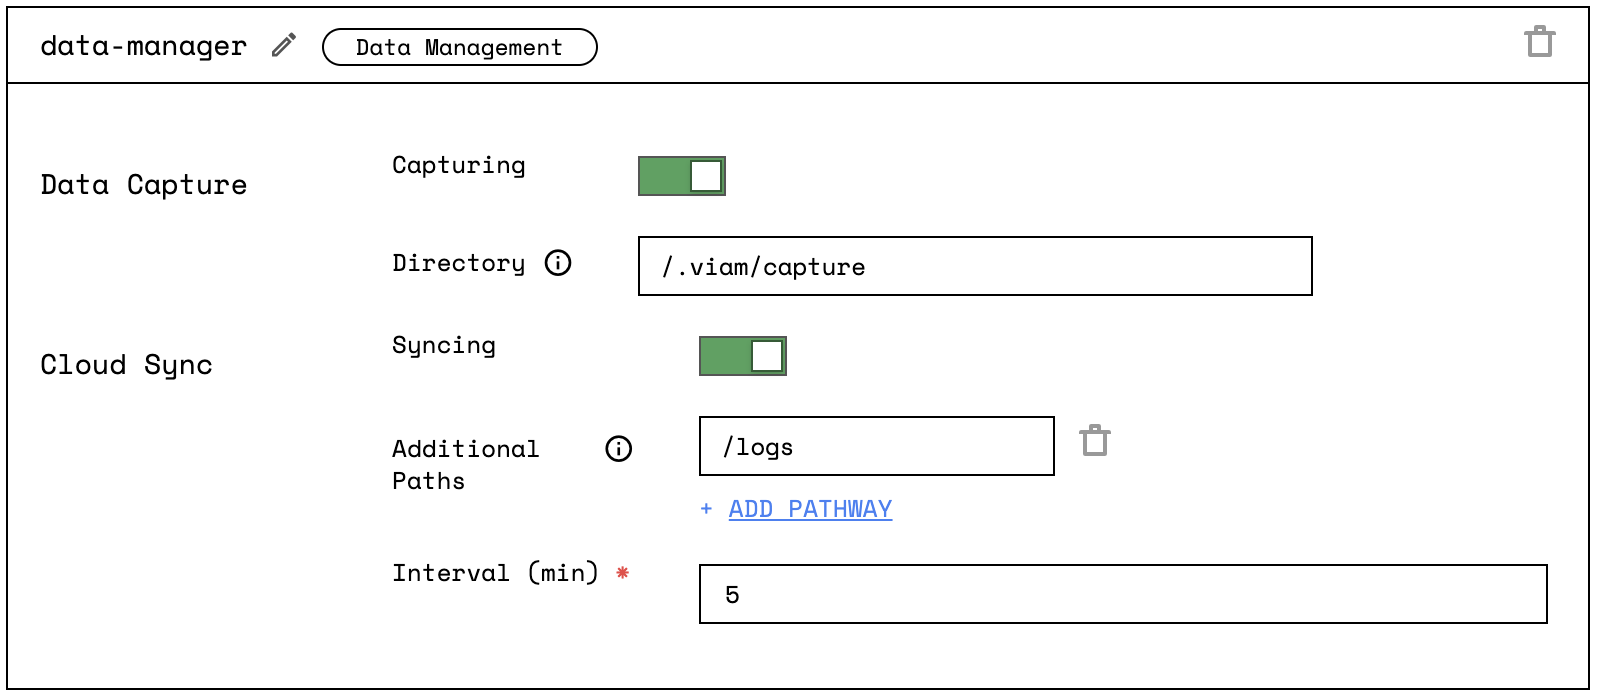 data-manager
Data Management
Data Capture
Capturing
Directory
/.viam/capture
Cloud Sync
Syncing
Additional
Paths
/logs
+ ADD PATHWAY
Interval (min) *
5